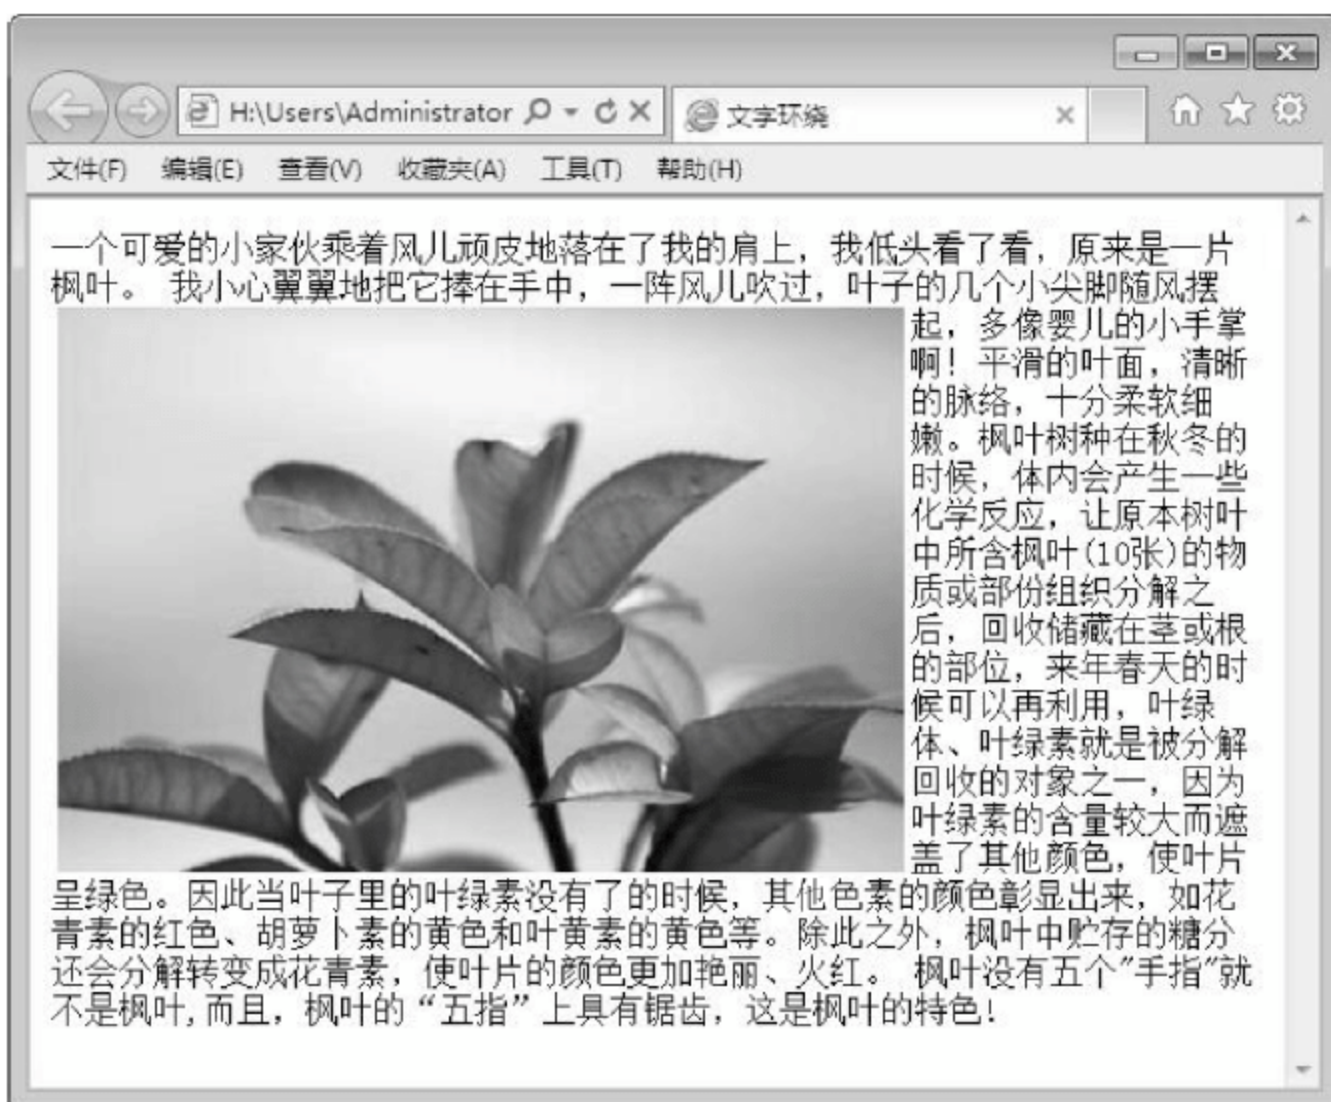 H:\Users\Administrator
文字环绕
文件(F) 编辑(E) 查看(V) 收藏夹(A) 工具(T) 帮助(H)
一个可爱的小家伙乘着风儿顽皮地落在了我的肩上，我低头看了看，原来是一片
枫叶。 我小心翼翼地把它捧在手中，一阵风儿吹过，叶子的几个小尖脚随风摆
起，多像婴儿的小手掌
啊！平滑的叶面，清晰
的脉络，十分柔软细
嫩。枫叶树种在秋冬的
时候，体内会产生一些
化学反应，让原本树叶
中所含枫叶(10张)的物
质或部份组织分解之
后，回收储藏在茎或根
的部位，来年春天的时
候可以再利用，叶绿
体、叶绿素就是被分解
回收的对象之一，因为
叶绿素的含量较大而遮
盖了其他颜色，使叶片
呈绿色。因此当叶子里的叶绿素没有了的时候，其他色素的颜色彰显出来，如花
青素的红色、胡萝卜素的黄色和叶黄素的黄色等。除此之外，枫叶中贮存的糖分
还会分解转变成花青素，使叶片的颜色更加艳丽、火红。 枫叶没有五个"手指"就
不是枫叶,而且，枫叶的“五指”上具有锯齿，这是枫叶的特色!